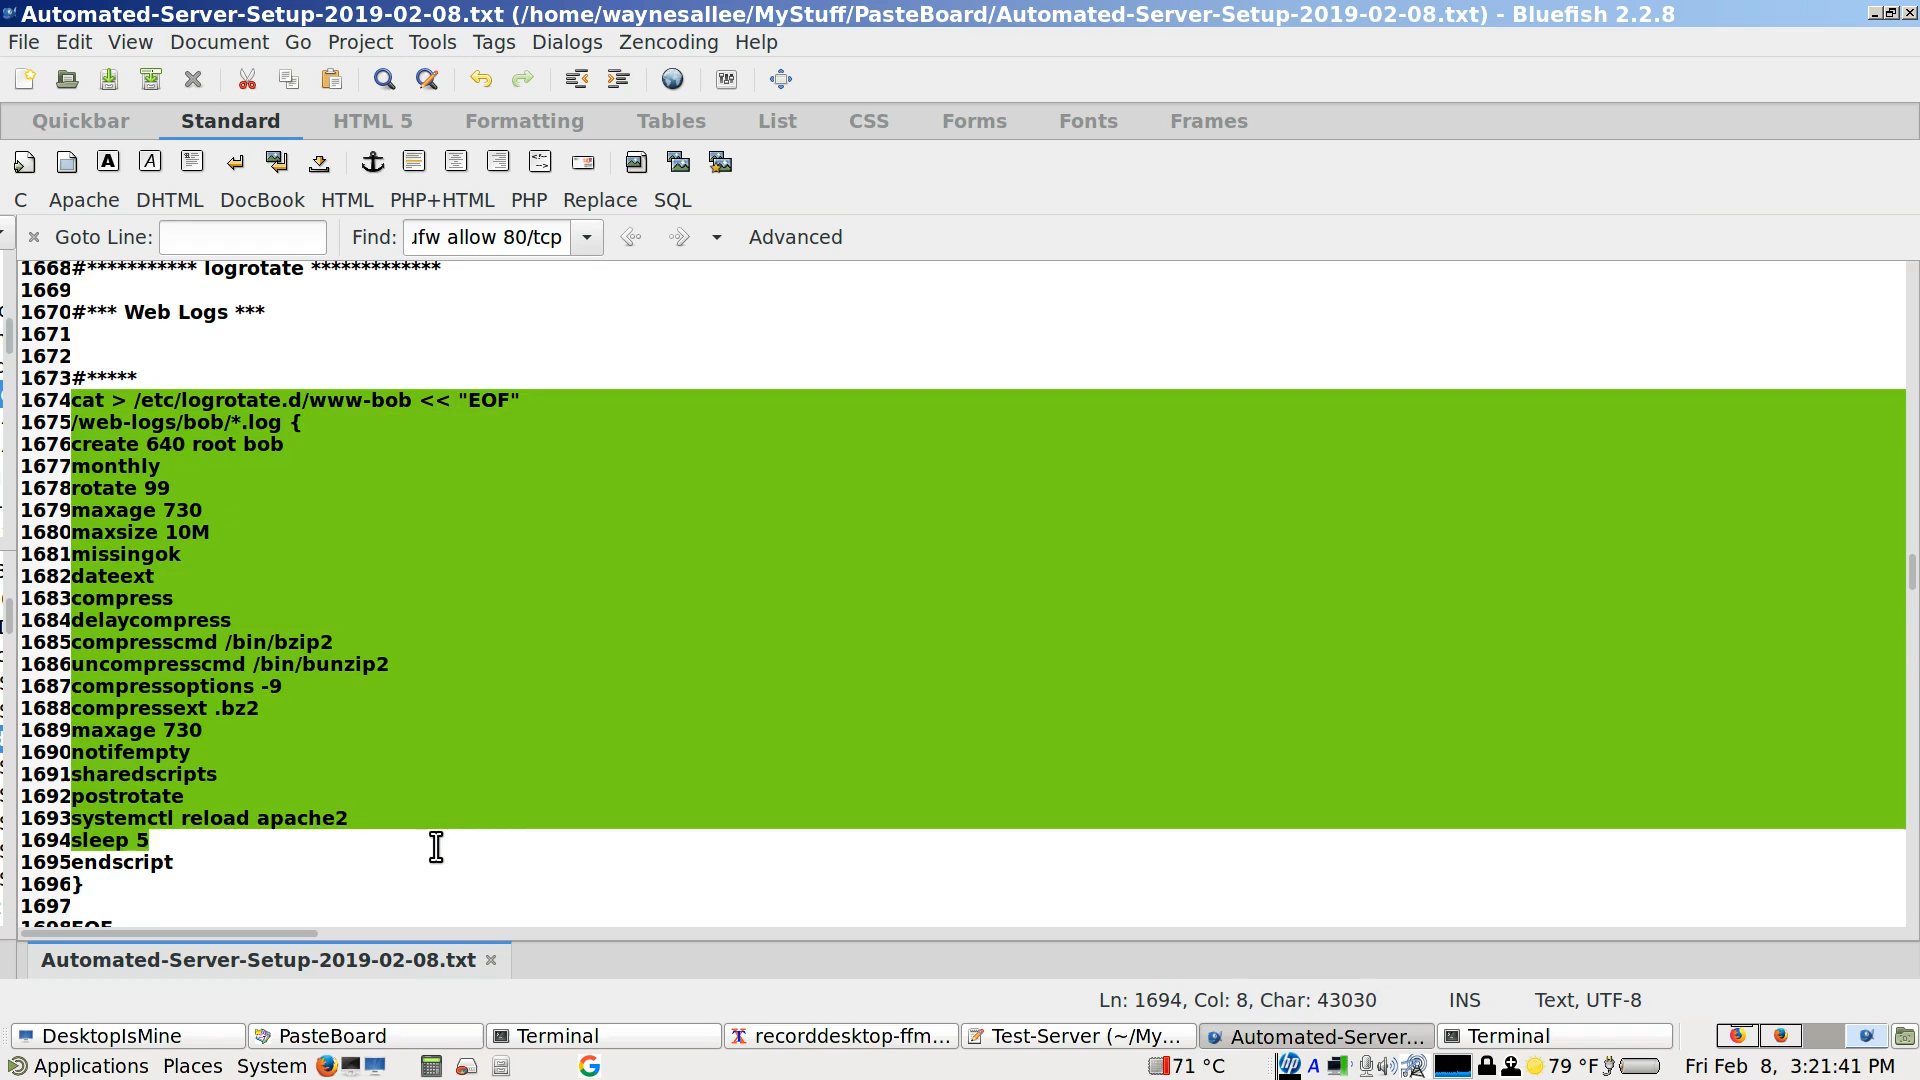 Automated-Server-Setup-2019-02-08.txt (/home/waynesallee/MyStuff/PasteBoard/Automated-Server-Setup-2019-02-08.txt) - Bluefish 2.2.8
File Edit View Document Go Project Tools Tags Dialogs Zencoding Help
Quickbar Standard HTML 5 Formatting Tables List CSS Forms Fonts Frames
C Apache DHTML DocBook HTML PHP+HTML PHP Replace SQL
Goto Line: Find: ufw allow 80/tcp Advanced
1668#*********** logrotate *************
1669
1670#*** Web Logs ***
1671
1672
1673#*****
1674cat > /etc/logrotate.d/www-bob << "EOF"
1675/web-logs/bob/*.log {
1676create 640 root bob
1677monthly
1678rotate 99
1679maxage 730
1680maxsize 10M
1681missingok
1682dateext
1683compress
1684delaycompress
1685compresscmd /bin/bzip2
1686uncompresscmd /bin/bunzip2
1687compressoptions -9
1688compressext .bz2
1689maxage 730
1690notifempty
1691sharedscripts
1692postrotate
1693systemctl reload apache2
1694sleep 5
1695endscript
1696}
1697
1698EOF
Automated-Server-Setup-2019-02-08.txt
Ln: 1694, Col: 8, Char: 43030 INS Text, UTF-8
DesktopIsMine PasteBoard Terminal recorddesktop-ffm... Test-Server (~/My... Automated-Server... Terminal
Applications Places System 71 °C A 79 °F Fri Feb 8, 3:21:41 PM